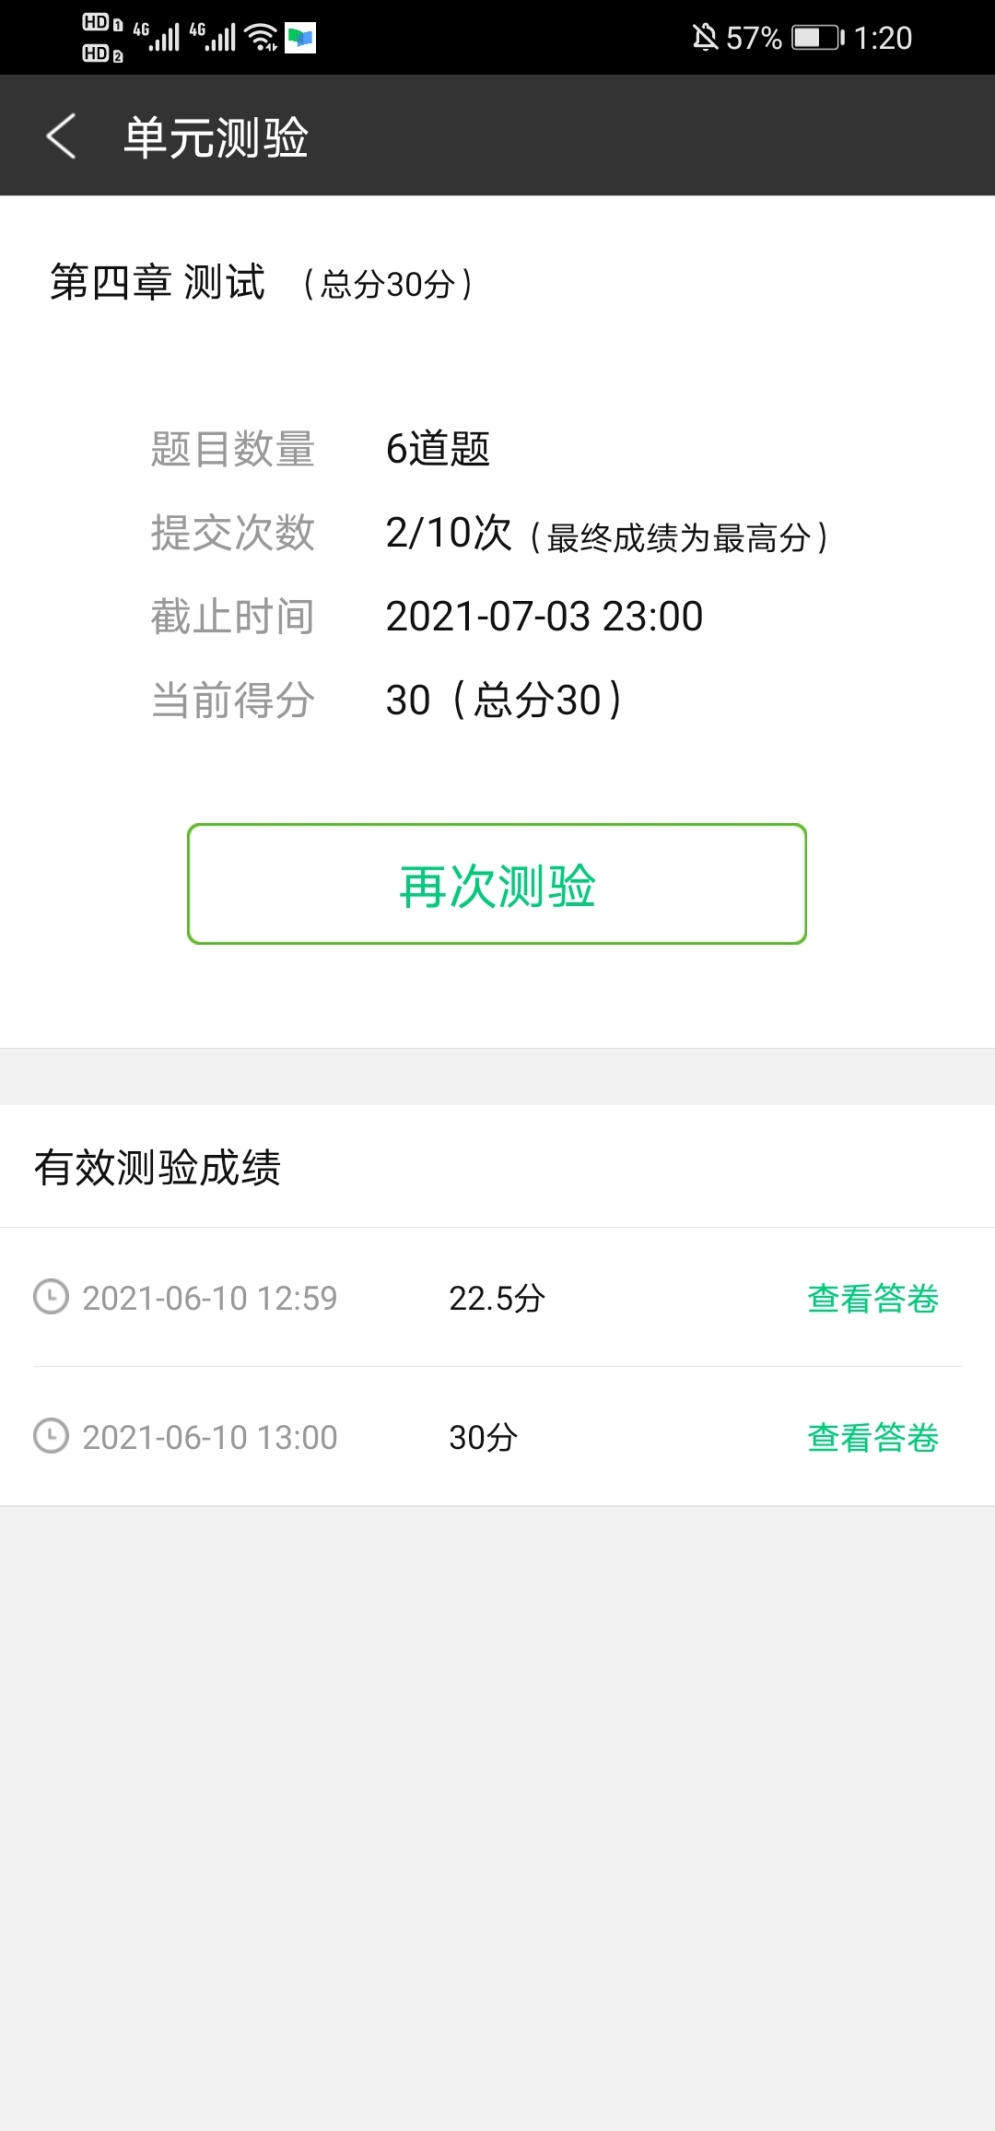 HD 1 4G 4G 57% 1:20
HD 2
单元测验
第四章 测试 （总分30分）
题目数量 6道题
提交次数 2/10次（最终成绩为最高分）
截止时间 2021-07-03 23:00
当前得分 30（总分30）
再次测验
有效测验成绩
2021-06-10 12:59 22.5分 查看答卷
2021-06-10 13:00 30分 查看答卷